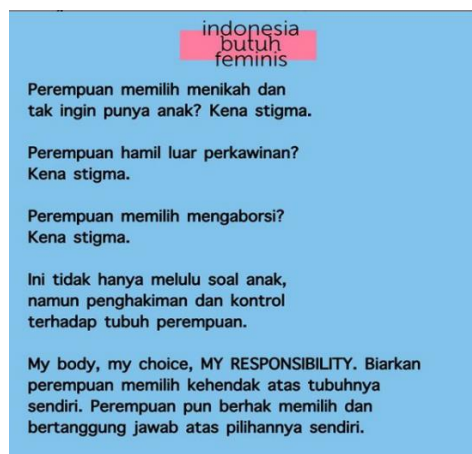 indonesia
butuh
feminis
Perempuan memilih menikah dan
tak ingin punya anak? Kena stigma.
Perempuan hamil luar perkawinan?
Kena stigma.
Perempuan memilih mengaborsi?
Kena stigma.
Ini tidak hanya melulu soal anak,
namun penghakiman dan kontrol
terhadap tubuh perempuan.
My body, my choice, MY RESPONSIBILITY. Biarkan
perempuan memilih kehendak atas tubuhnya
sendiri. Perempuan pun berhak memilih dan
bertanggung jawab atas pilihannya sendiri.